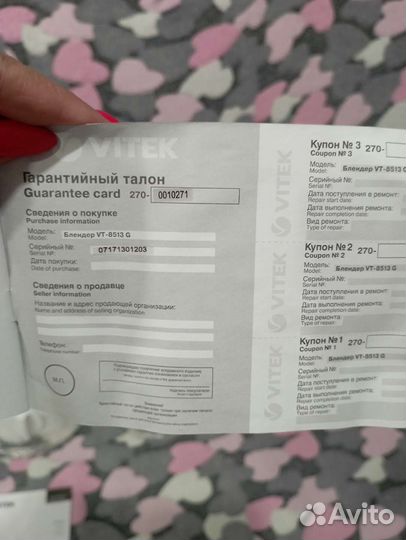 VITEK
Гарантийный талон
Guarantee card 270- 0010271
Сведения о покупке
Purchase information
Модель: Блендер VT-8513 G
Model:
Серийный №: 07171301203
Serial №:
Дата покупки:
Date of purchase:
Сведения о продавце
Seller information
Название и адрес продающей организации:
Name and address of selling organization:
Телефон:
Telephone number:
М.П.
VITEK
VITEK
VITEK
Купон № 3 270-
Coupon № 3
Модель: Блендер VT-8513 G
Model:
Серийный №:
Serial №:
Дата поступления в ремонт:
Repair start date:
Дата выполнения ремонта:
Repair completion date:
Вид ремонта:
Type of repair:
Купон №2 270-
Coupon № 2
Модель: Блендер VT-8513 G
Model:
Серийный №:
Serial №:
Дата поступления в ремонт:
Repair start date:
Дата выполнения ремонта:
Repair completion date:
Вид ремонта:
Type of repair:
Купон №1 270-
Coupon № 1
Модель: Блендер VT-8513 G
Model:
Серийный №:
Serial №:
Дата поступления в ремонт:
Repair start date:
Дата выполнения ремонта:
Repair completion date:
Вид ремонта:
Type of repair:
Avito